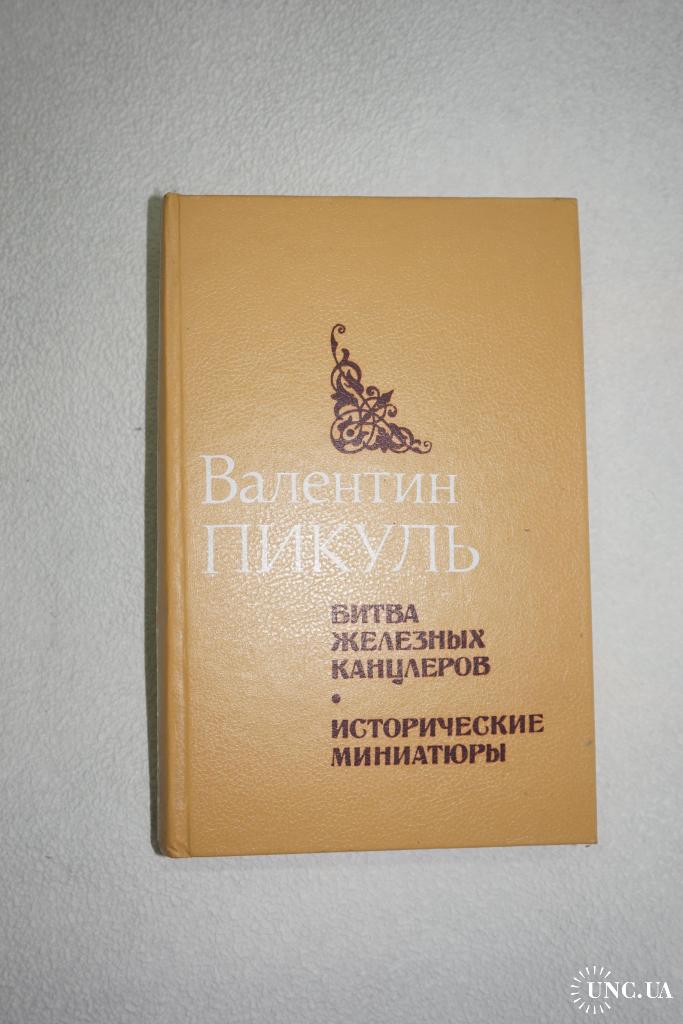 Валентин
ПИКУЛЬ
БИТВА
ЖЕЛЕЗНЫХ
КАНЦЛЕРОВ
•
ИСТОРИЧЕСКИЕ
МИНИАТЮРЫ
UNC.UA